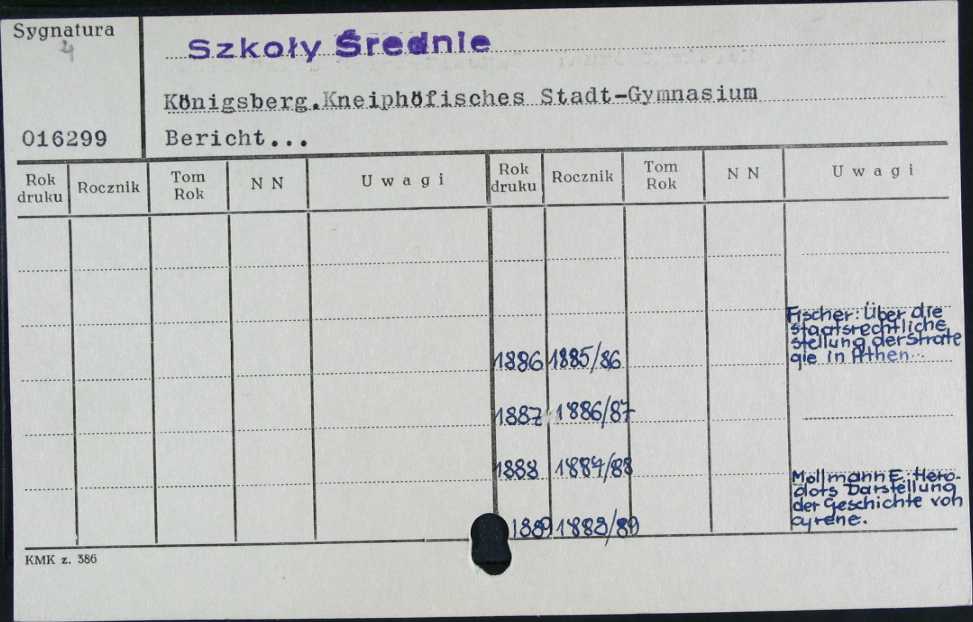 Sygnatura
4
Szkoły Średnie
Königsberg.Kneiphöfisches Stadt-Gymnasium
016299
Bericht...
Rok druku Rocznik Tom Rok N N Uwagi Rok druku Rocznik Tom Rok N N Uwagi
Fischer: Über die
staatsrechtliche
stellung der Strate
gie in Athen...
1886 1885/86
1887 1886/87
1888 1887/88
Mollmann E.: Hero-
dots Darstellung
der Geschichte von
Cyrene.
1889 1888/89
KMK z. 386